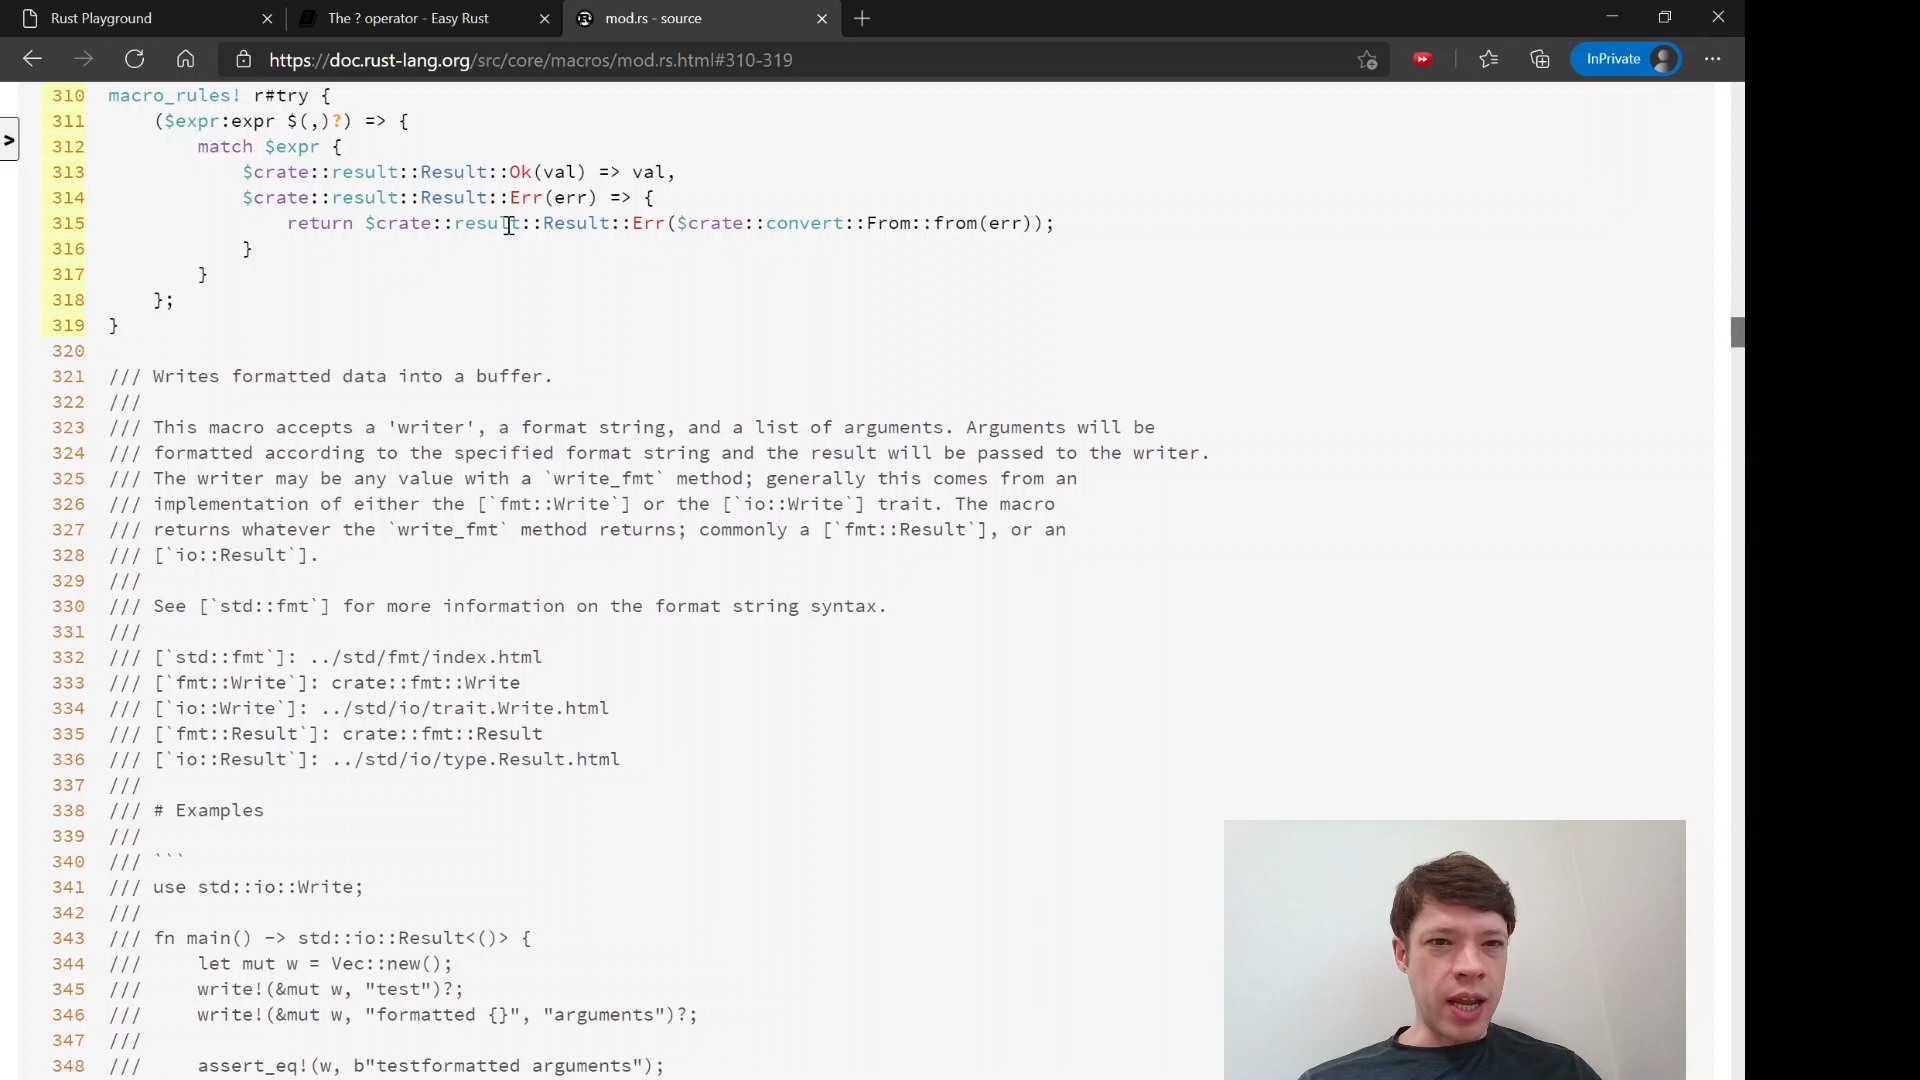 Rust Playground
The ? operator - Easy Rust
mod.rs - source
https://doc.rust-lang.org/src/core/macros/mod.rs.html#310-319
InPrivate
>
310 macro_rules! r#try {
311 ($expr:expr $(,)?) => {
312 match $expr {
313 $crate::result::Result::Ok(val) => val,
314 $crate::result::Result::Err(err) => {
315 return $crate::result::Result::Err($crate::convert::From::from(err));
316 }
317 }
318 };
319 }
320
321 /// Writes formatted data into a buffer.
322 ///
323 /// This macro accepts a 'writer', a format string, and a list of arguments. Arguments will be
324 /// formatted according to the specified format string and the result will be passed to the writer.
325 /// The writer may be any value with a `write_fmt` method; generally this comes from an
326 /// implementation of either the [`fmt::Write`] or the [`io::Write`] trait. The macro
327 /// returns whatever the `write_fmt` method returns; commonly a [`fmt::Result`], or an
328 /// [`io::Result`].
329 ///
330 /// See [`std::fmt`] for more information on the format string syntax.
331 ///
332 /// [`std::fmt`]: ../std/fmt/index.html
333 /// [`fmt::Write`]: crate::fmt::Write
334 /// [`io::Write`]: ../std/io/trait.Write.html
335 /// [`fmt::Result`]: crate::fmt::Result
336 /// [`io::Result`]: ../std/io/type.Result.html
337 ///
338 /// # Examples
339 ///
340 /// ```
341 /// use std::io::Write;
342 ///
343 /// fn main() -> std::io::Result<()> {
344 /// let mut w = Vec::new();
345 /// write!(&mut w, "test")?;
346 /// write!(&mut w, "formatted {}", "arguments")?;
347 ///
348 /// assert_eq!(w, b"testformatted arguments");